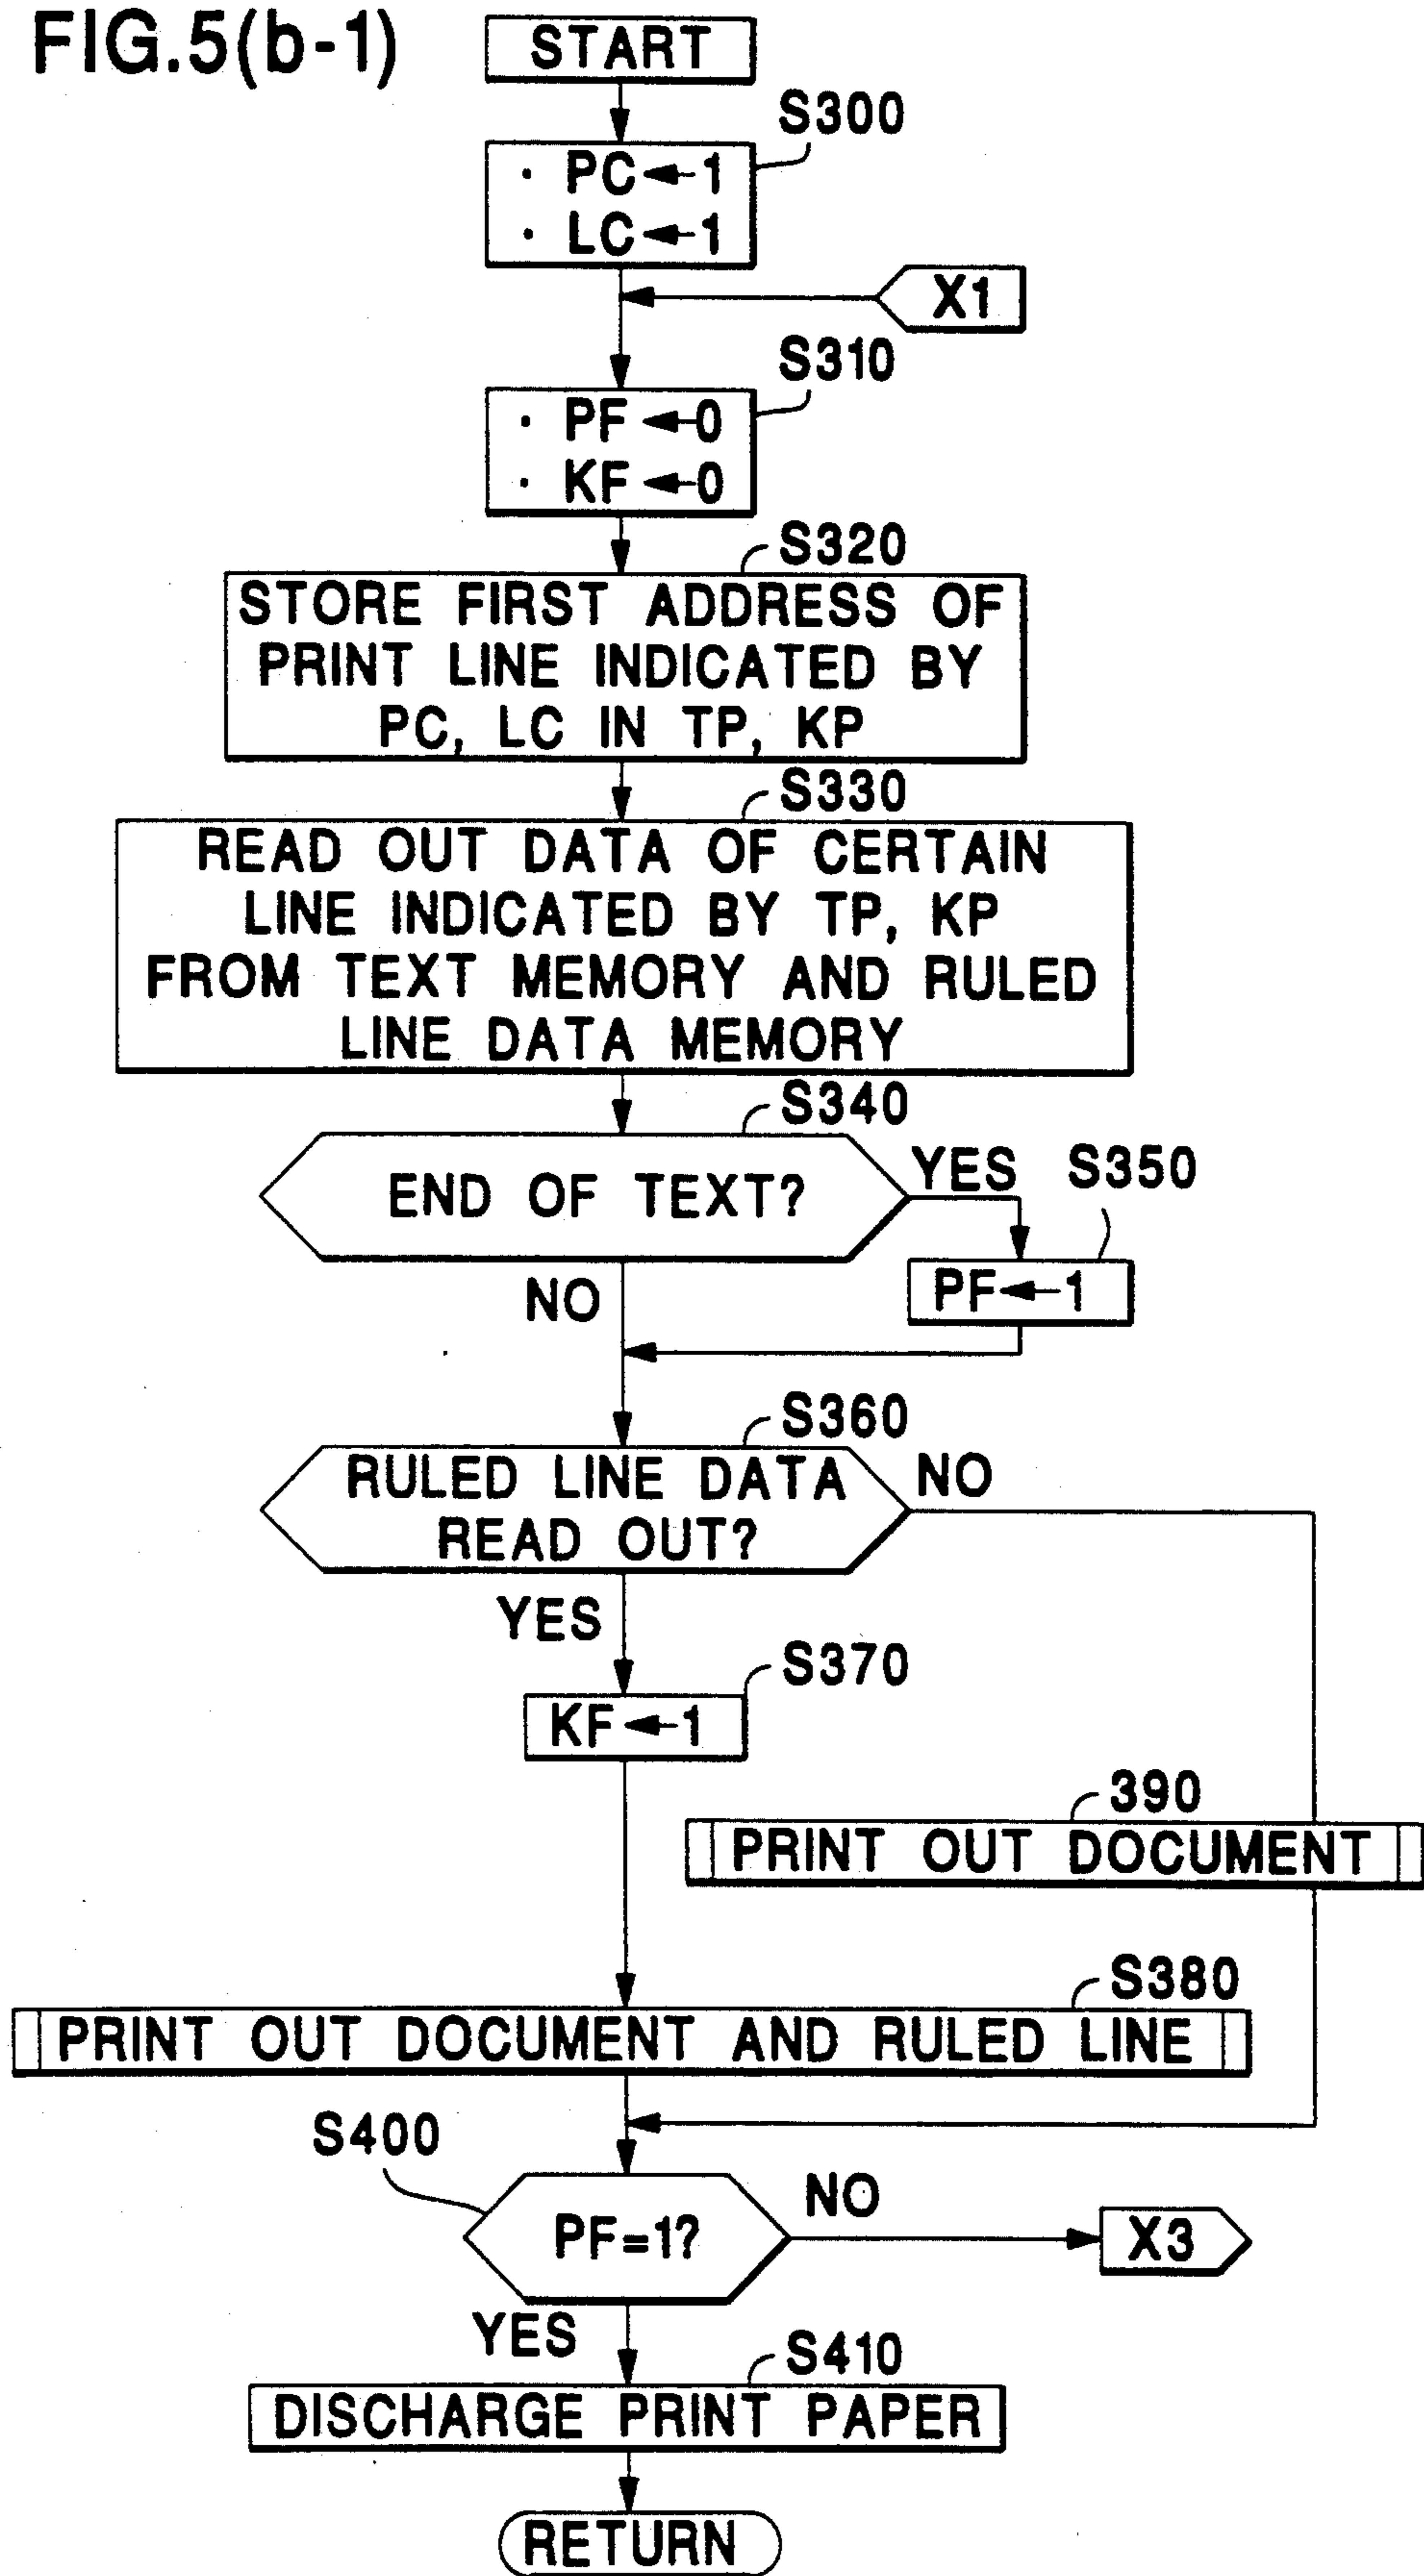 FIG.5(b-1)
START
S300
· PC←1
· LC←1
X1
S310
· PF←0
· KF←0
S320
STORE FIRST ADDRESS OF
PRINT LINE INDICATED BY
PC, LC IN TP, KP
S330
READ OUT DATA OF CERTAIN
LINE INDICATED BY TP, KP
FROM TEXT MEMORY AND RULED
LINE DATA MEMORY
S340
END OF TEXT?
YES
S350
PF←1
NO
S360
RULED LINE DATA
READ OUT?
NO
YES
S370
KF←1
390
PRINT OUT DOCUMENT
S380
PRINT OUT DOCUMENT AND RULED LINE
S400
PF=1?
NO
X3
YES
S410
DISCHARGE PRINT PAPER
RETURN